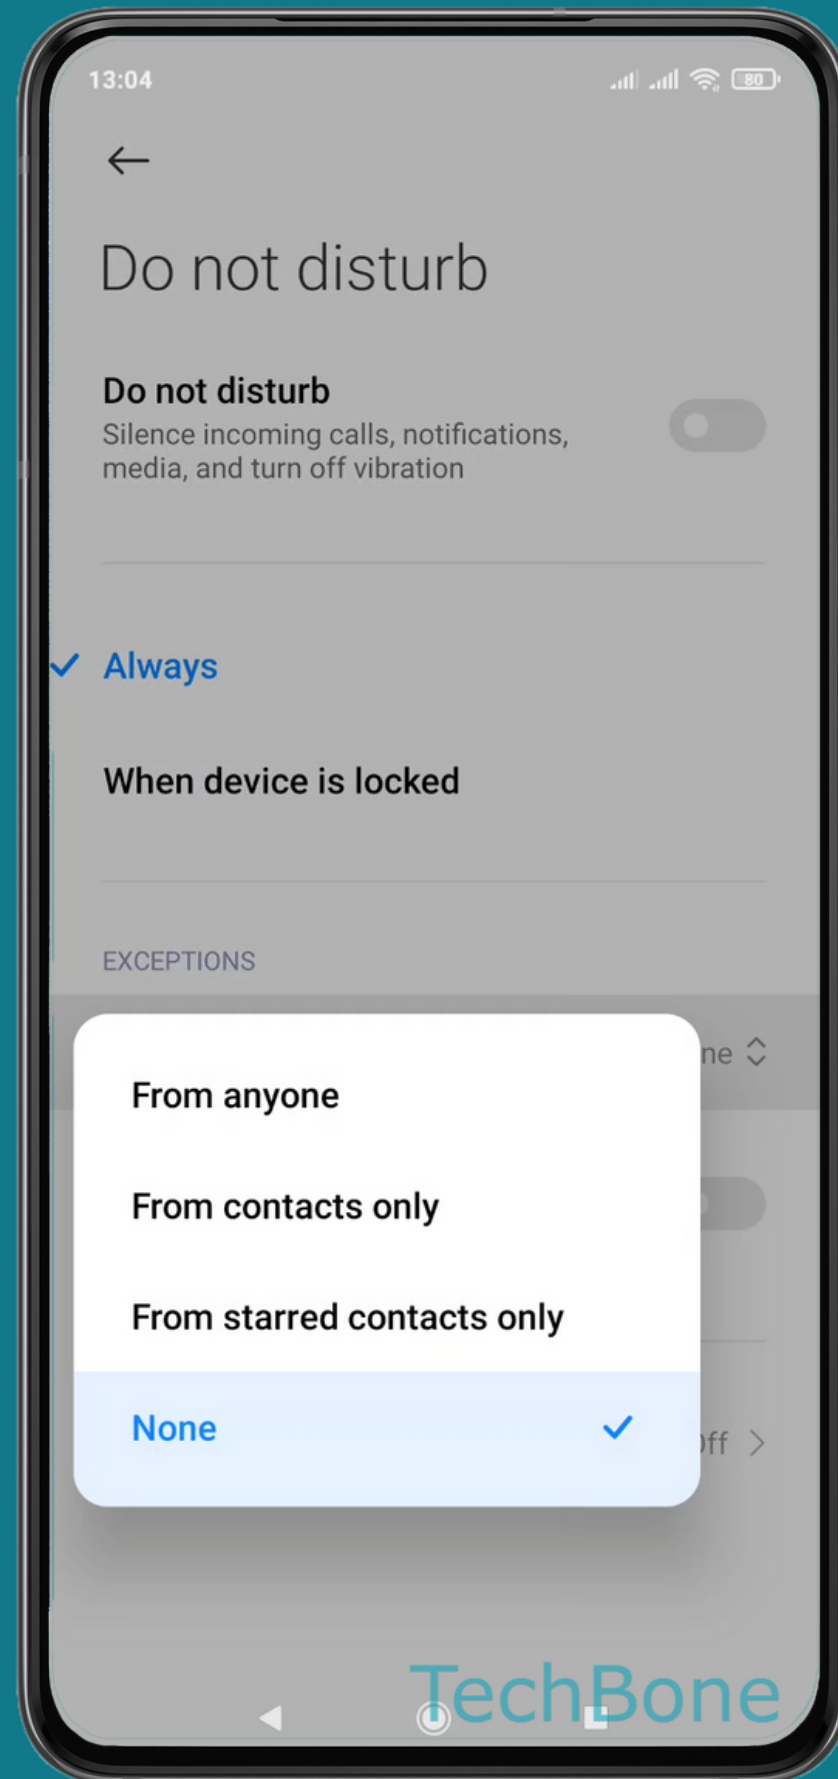 13:04
80
Do not disturb
Do not disturb
Silence incoming calls, notifications,
media, and turn off vibration
Always
When device is locked
EXCEPTIONS
From anyone
From contacts only
From starred contacts only
None
TechBone